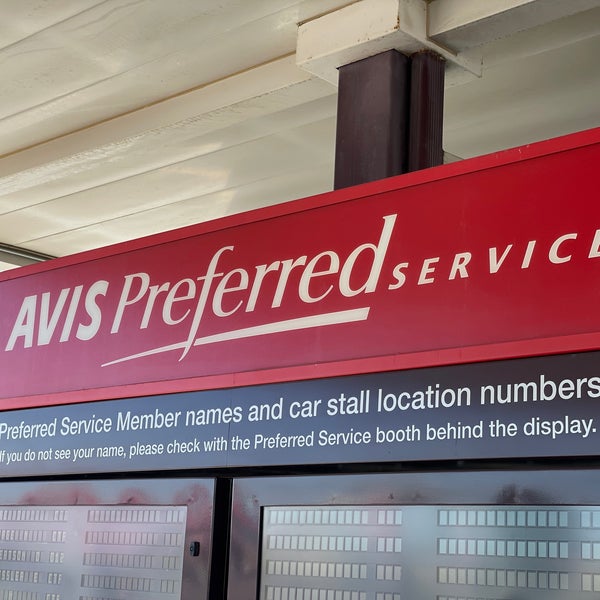 AVIS Preferred SERVICE
Preferred Service Member names and car stall location numbers
If you do not see your name, please check with the Preferred Service booth behind the display.